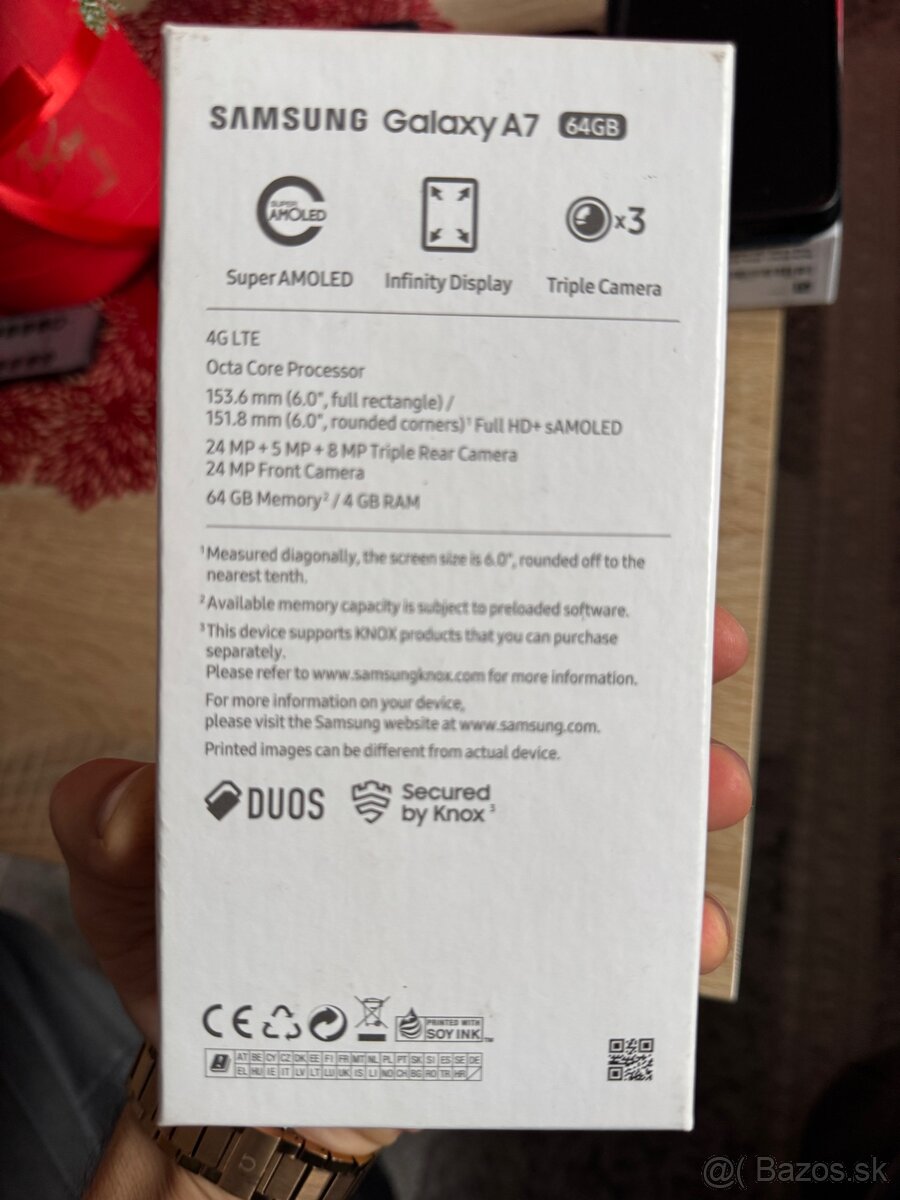 SAMSUNG Galaxy A7 64GB
SUPER
AMOLED
x3
Super AMOLED Infinity Display Triple Camera
4G LTE
Octa Core Processor
153.6 mm (6.0", full rectangle) /
151.8 mm (6.0", rounded corners)¹ Full HD+ sAMOLED
24 MP + 5 MP + 8 MP Triple Rear Camera
24 MP Front Camera
64 GB Memory² / 4 GB RAM
¹Measured diagonally, the screen size is 6.0", rounded off to the
nearest tenth.
²Available memory capacity is subject to preloaded software.
³This device supports KNOX products that you can purchase
separately.
Please refer to www.samsungknox.com for more information.
For more information on your device,
please visit the Samsung website at www.samsung.com.
Printed images can be different from actual device.
DUOS Secured
by Knox³
CE PRINTED WITH
SOY INK™
AT BE CY CZ DK EE FI FR MT NL PL PT SK SI ES SE DE
EL HU IE IT LV LT LU UK IS LI NO CH BG RO TR HR
@( Bazos.sk